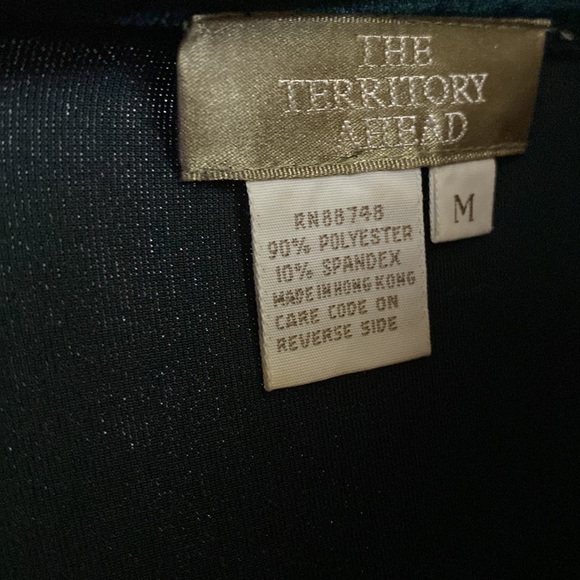 THE
TERRITORY
AHEAD
M
RN88748
90% POLYESTER
10% SPANDEX
MADE IN HONG KONG
CARE CODE ON
REVERSE SIDE